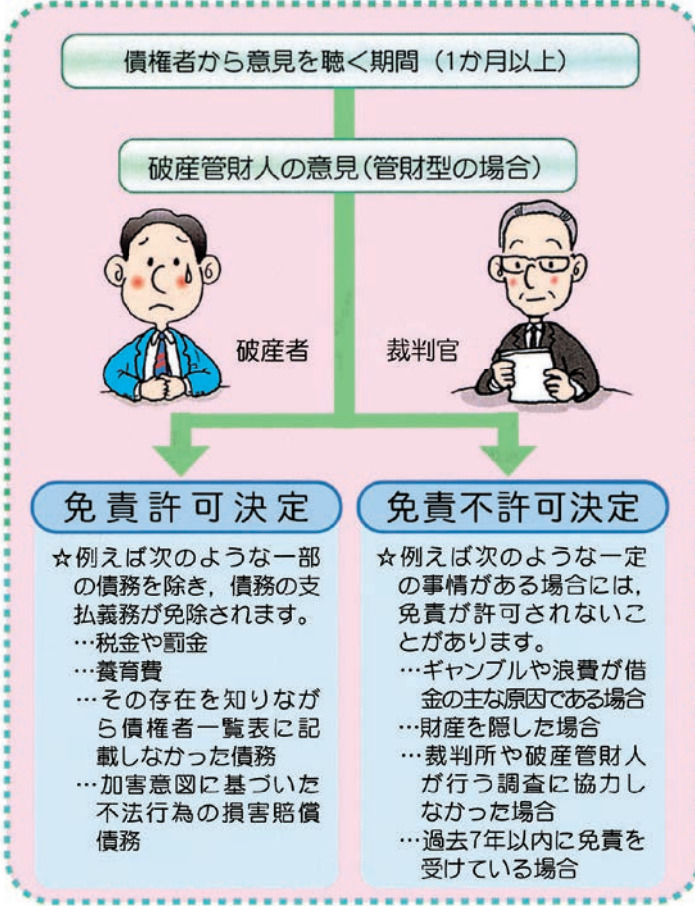 債権者から意見を聴く期間（1か月以上）
破産管財人の意見(管財型の場合)
破産者
裁判官
免責許可決定
☆例えば次のような一部
の債務を除き，債務の支
払義務が免除されます。
…税金や罰金
…養育費
…その存在を知りなが
ら債権者一覧表に記
載しなかった債務
…加害意図に基づいた
不法行為の損害賠償
債務
免責不許可決定
☆例えば次のような一定
の事情がある場合には，
免責が許可されないこ
とがあります。
…ギャンブルや浪費が借
金の主な原因である場合
…財産を隠した場合
…裁判所や破産管財人
が行う調査に協力し
なかった場合
…過去7年以内に免責を
受けている場合